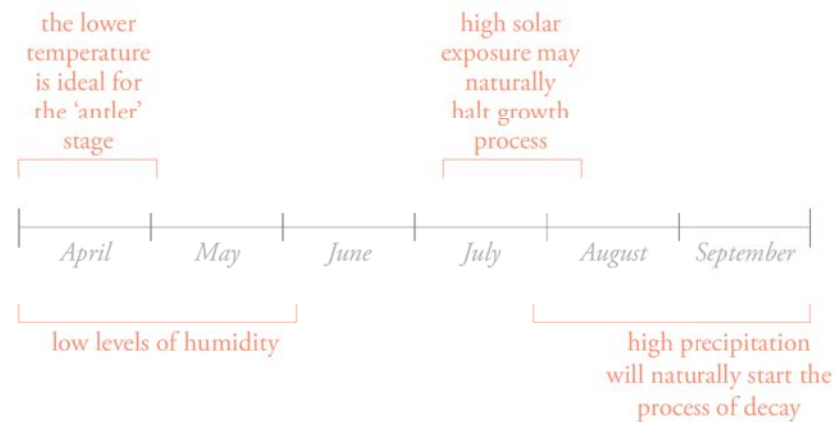 the lower
temperature
is ideal for
the ‘antler’
stage
high solar
exposure may
naturally
halt growth
process
April May June July August September
low levels of humidity
high precipitation
will naturally start the
process of decay